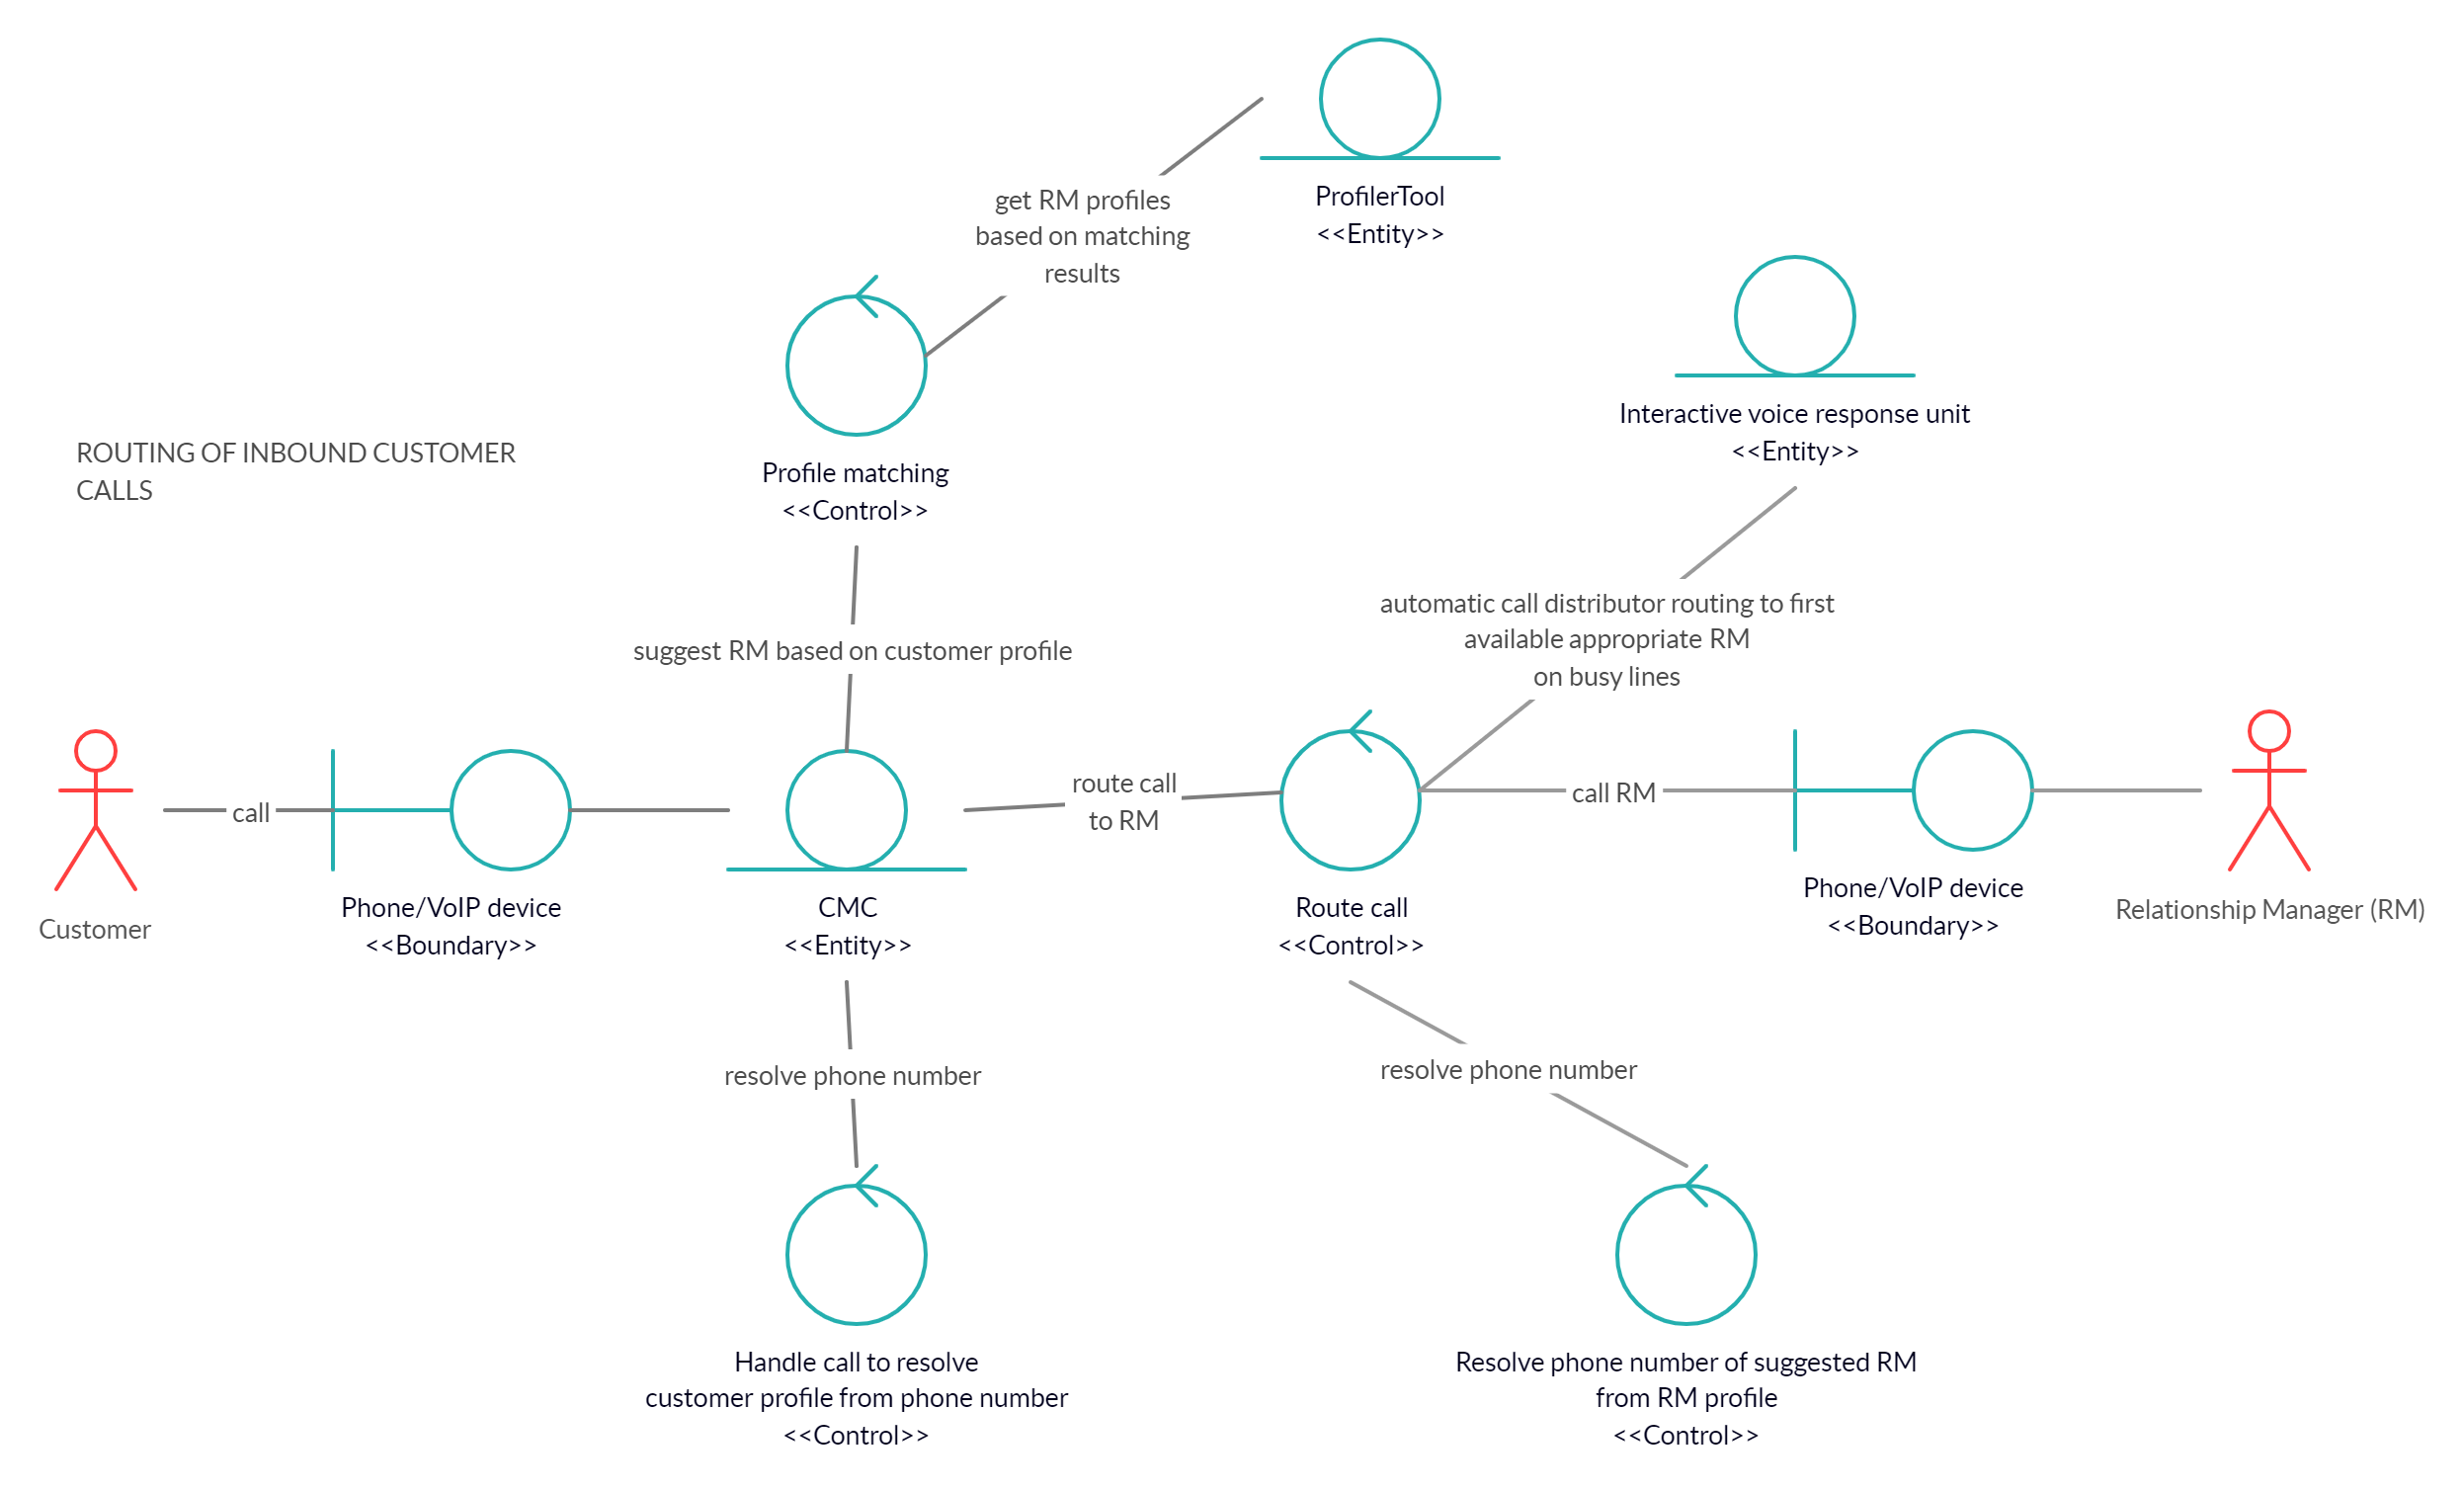 ProfilerTool
<<Entity>>
get RM profiles
based on matching
results
Interactive voice response unit
<<Entity>>
ROUTING OF INBOUND CUSTOMER
CALLS
Profile matching
<<Control>>
automatic call distributor routing to first
available appropriate RM
on busy lines
suggest RM based on customer profile
call
route call
to RM
call RM
Customer
Phone/VoIP device
<<Boundary>>
CMC
<<Entity>>
Route call
<<Control>>
Phone/VoIP device
<<Boundary>>
Relationship Manager (RM)
resolve phone number
resolve phone number
Handle call to resolve
customer profile from phone number
<<Control>>
Resolve phone number of suggested RM
from RM profile
<<Control>>